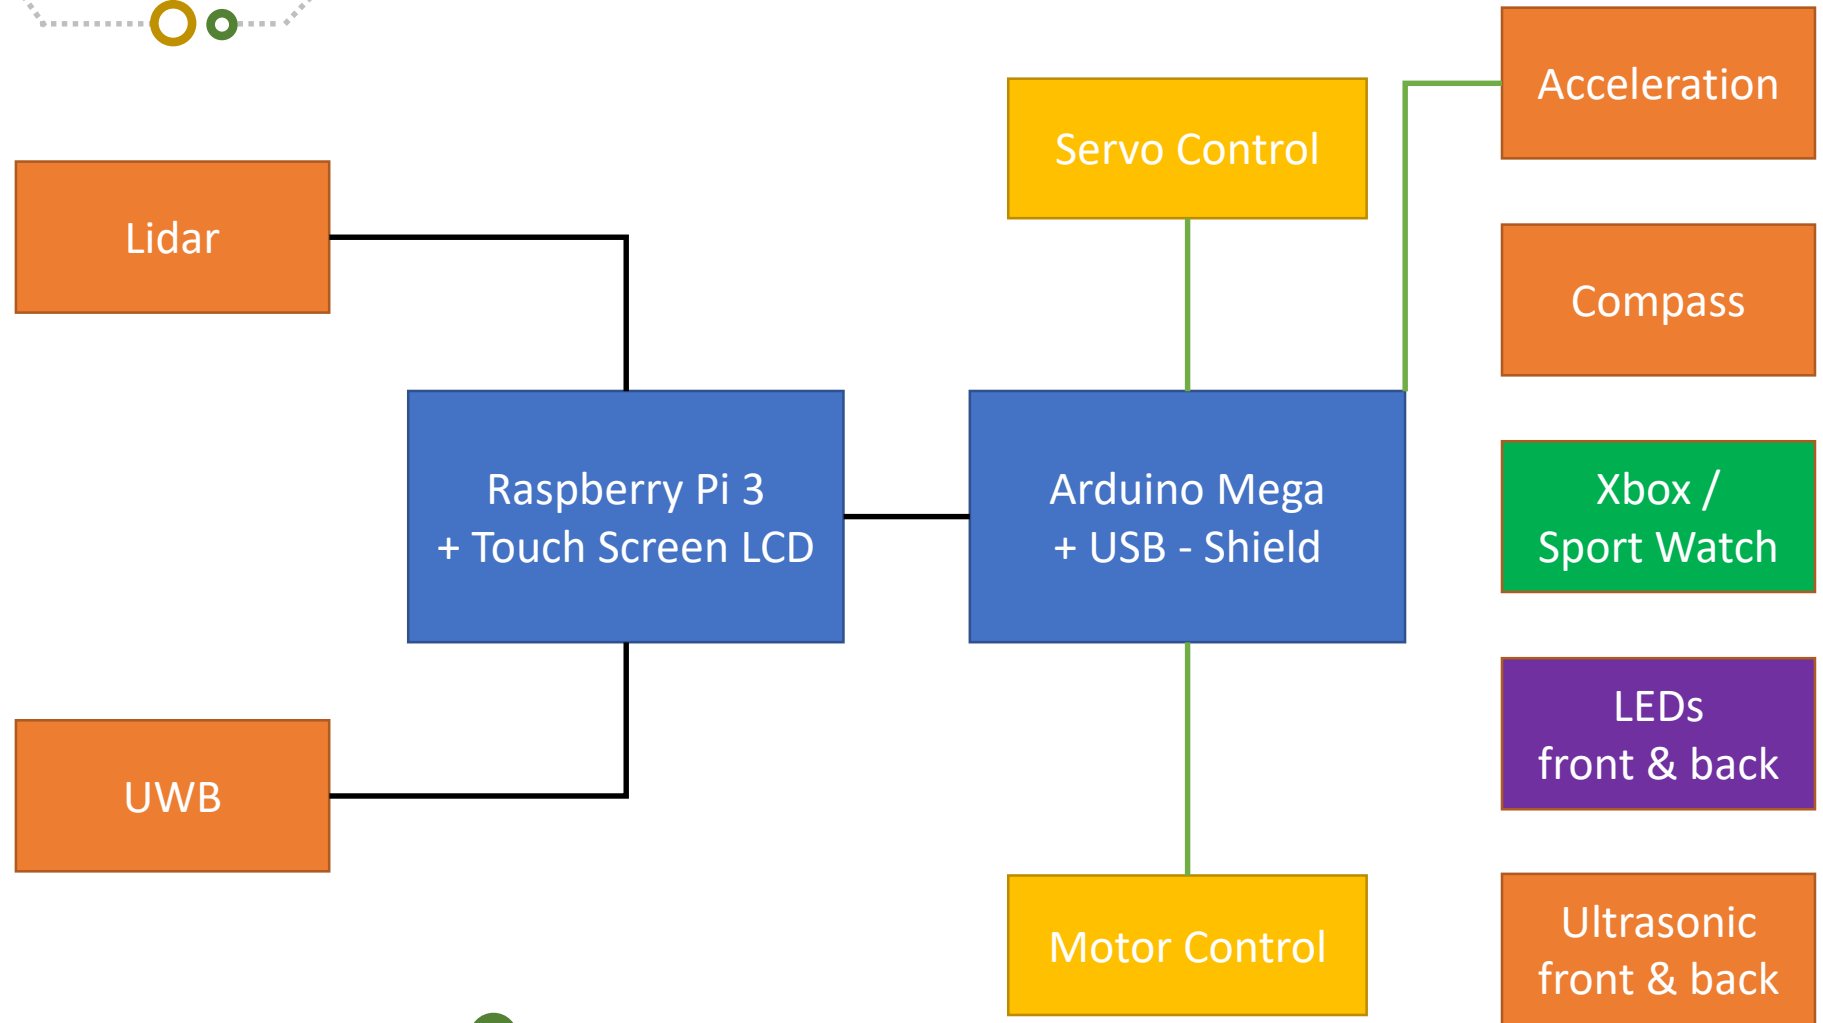 Acceleration
Servo Control
Lidar
Compass
Raspberry Pi 3
+ Touch Screen LCD
Arduino Mega
+ USB - Shield
Xbox /
Sport Watch
LEDs
front & back
UWB
Motor Control
Ultrasonic
front & back